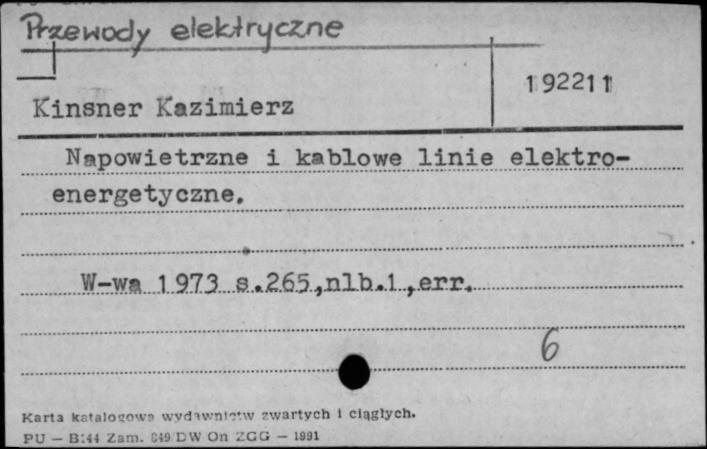 Przewody elektryczne
192211
Kinsner Kazimierz
Napowietrzne i kablowe linie elektro-
energetyczne.
W-wa 1973 s.265,nlb.1,err.
6
Karta katalogowa wydawnictw zwartych i ciągłych.
PU — B:44 Zam. 849 DW On ZGG — 1991